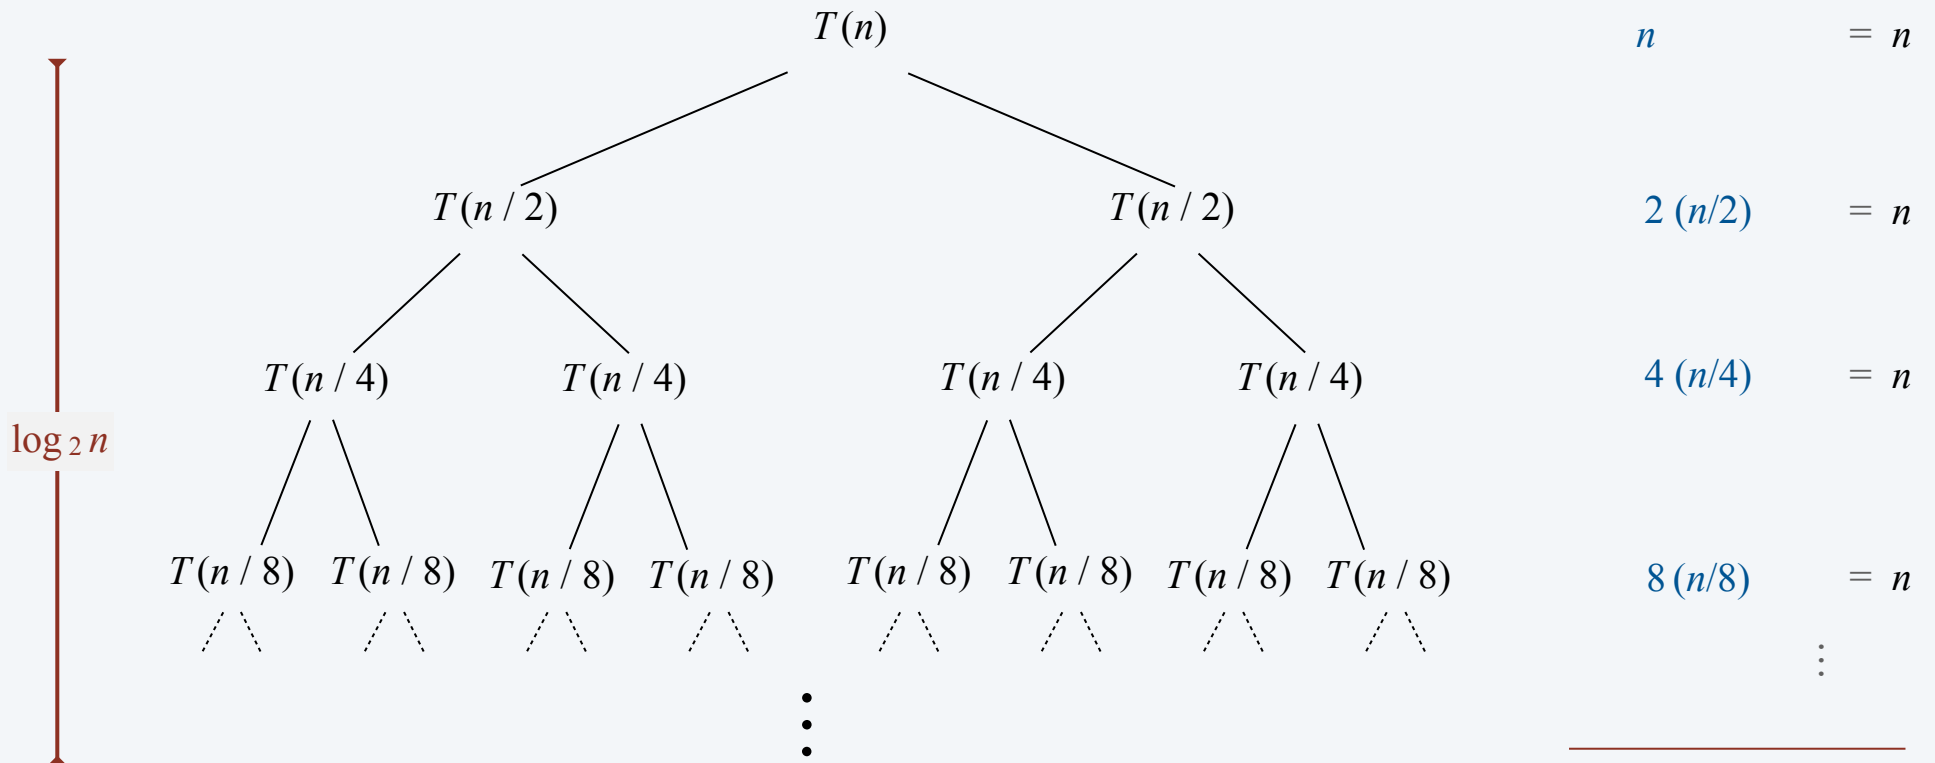 T(n) n = n
T(n / 2) T(n / 2) 2 (n/2) = n
T(n / 4) T(n / 4) T(n / 4) T(n / 4) 4 (n/4) = n
log 2 n
T(n / 8) T(n / 8) T(n / 8) T(n / 8) T(n / 8) T(n / 8) T(n / 8) T(n / 8) 8 (n/8) = n
⋮
⋮